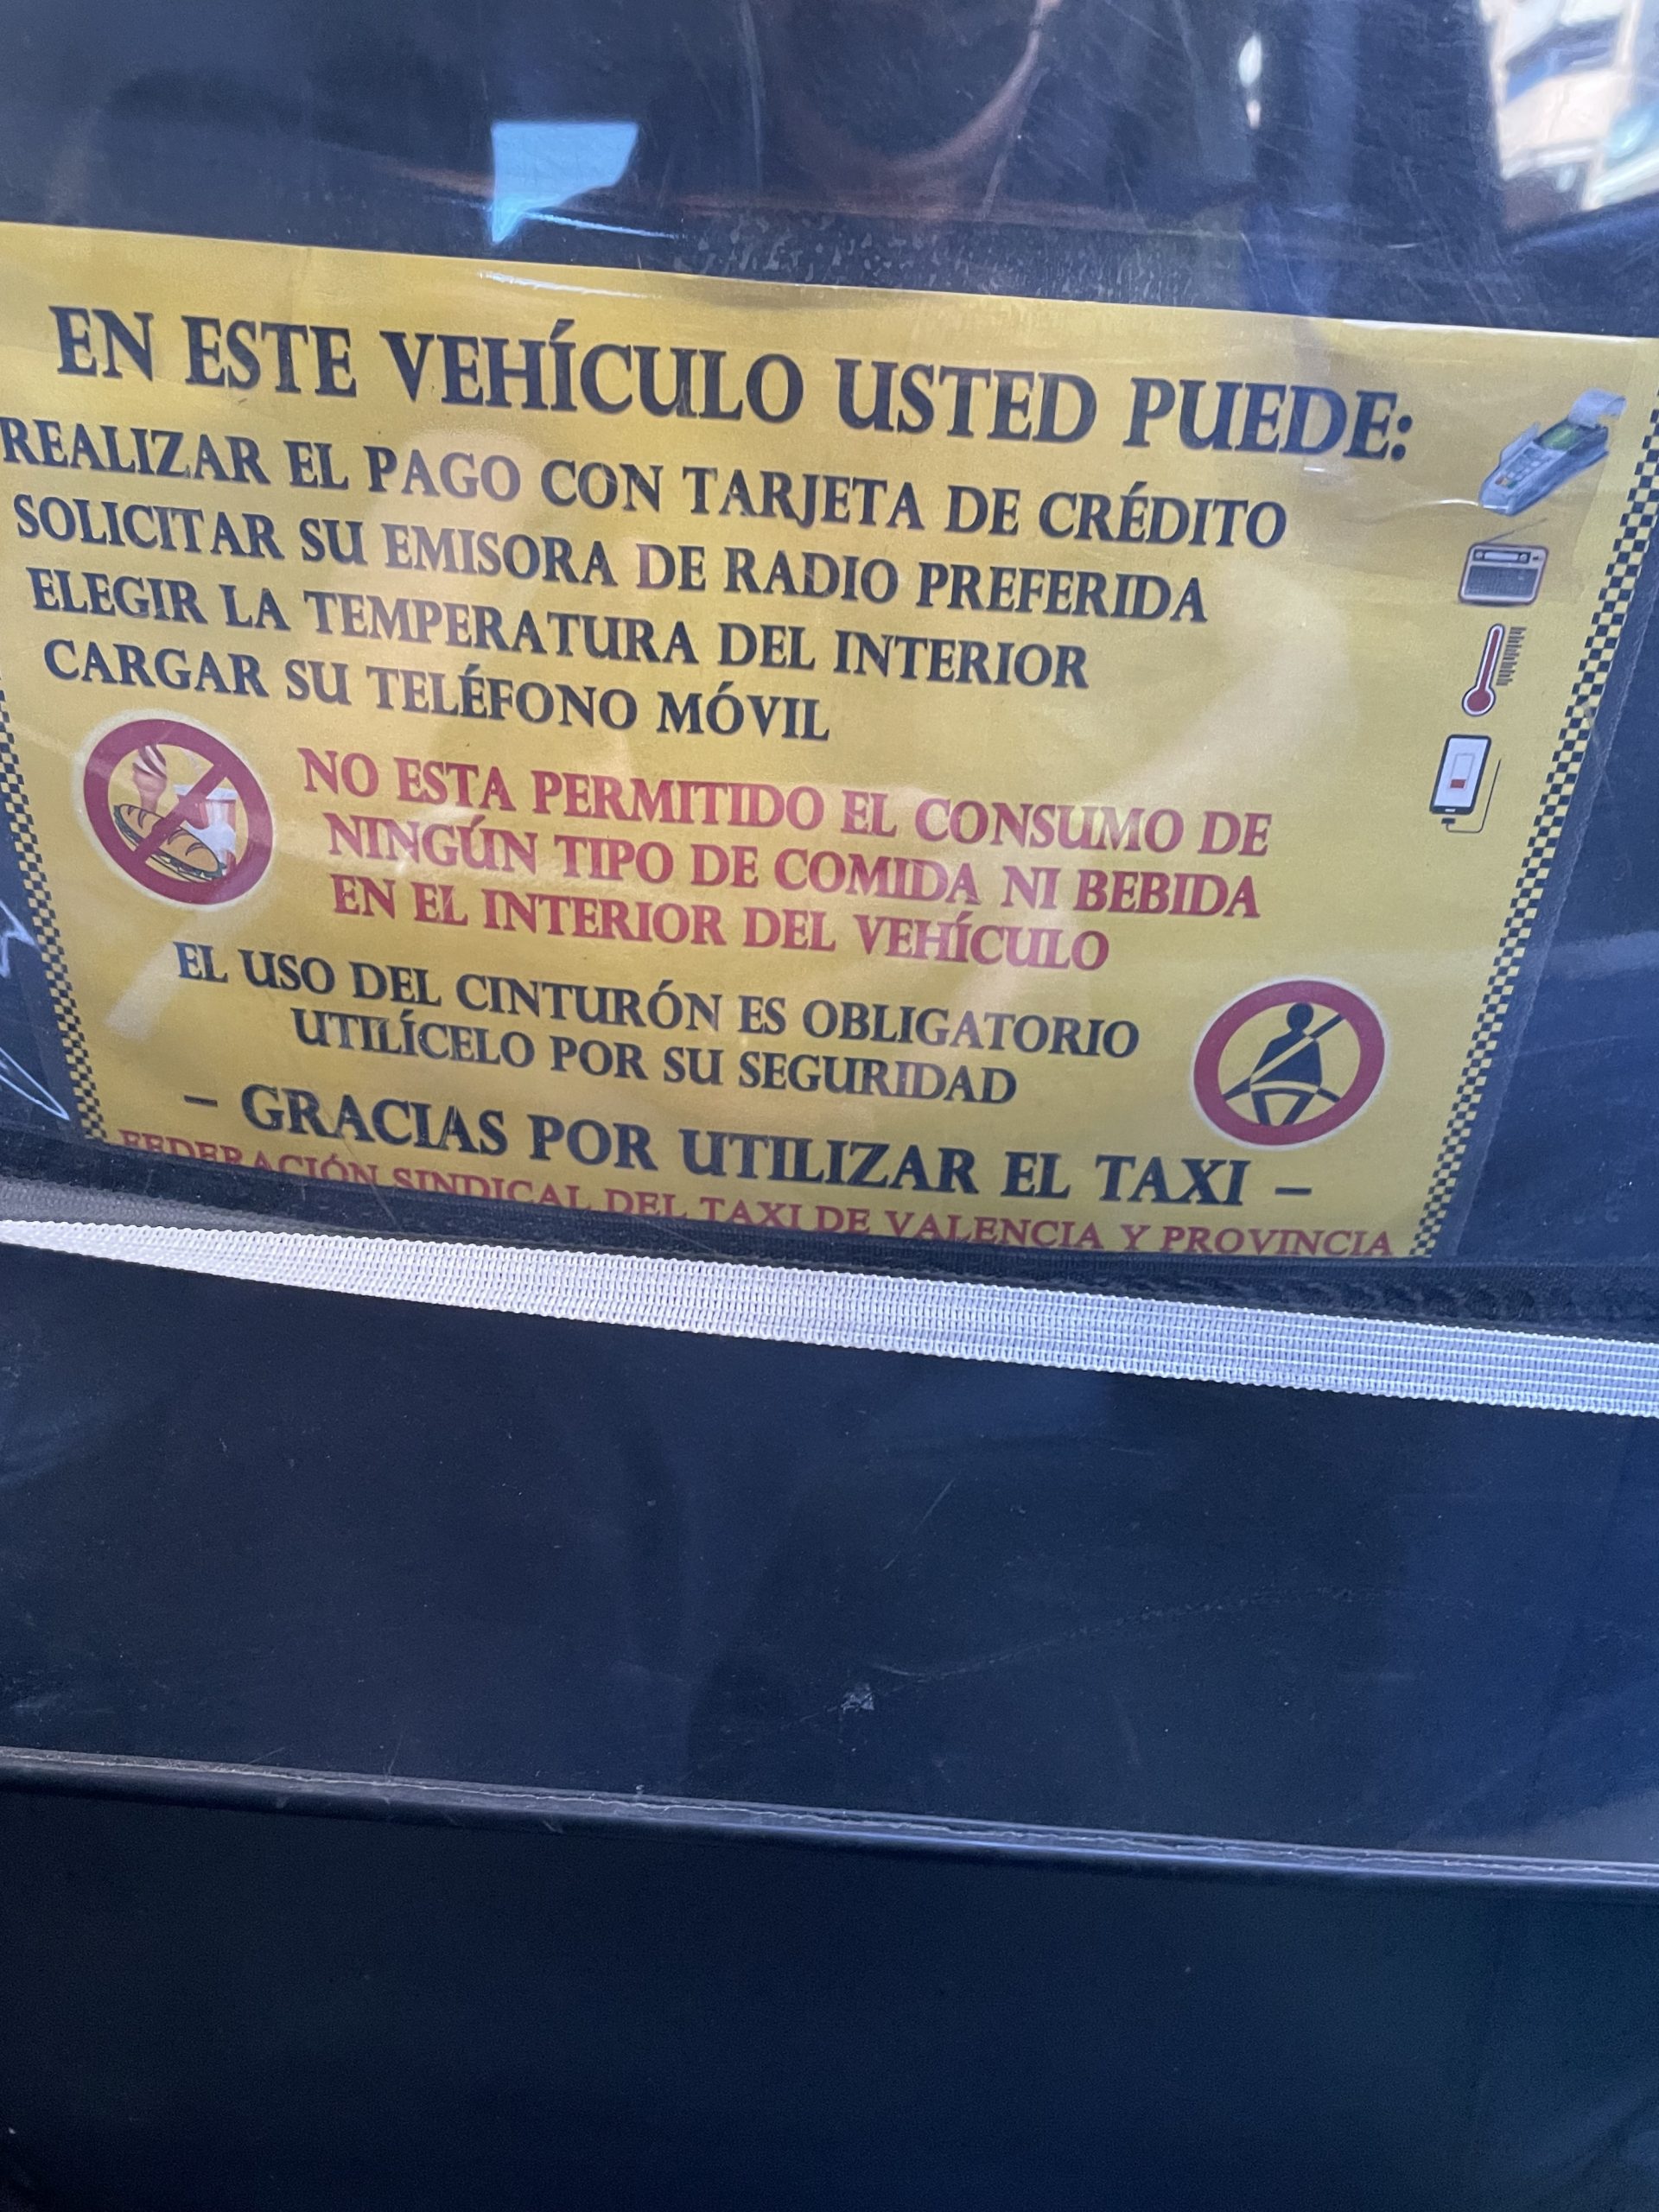 EN ESTE VEHÍCULO USTED PUEDE:
REALIZAR EL PAGO CON TARJETA DE CRÉDITO
SOLICITAR SU EMISORA DE RADIO PREFERIDA
ELEGIR LA TEMPERATURA DEL INTERIOR
CARGAR SU TELÉFONO MÓVIL
NO ESTA PERMITIDO EL CONSUMO DE
NINGÚN TIPO DE COMIDA NI BEBIDA
EN EL INTERIOR DEL VEHÍCULO
EL USO DEL CINTURÓN ES OBLIGATORIO
UTILÍCELO POR SU SEGURIDAD
– GRACIAS POR UTILIZAR EL TAXI –
FEDERACIÓN SINDICAL DEL TAXI DE VALENCIA Y PROVINCIA